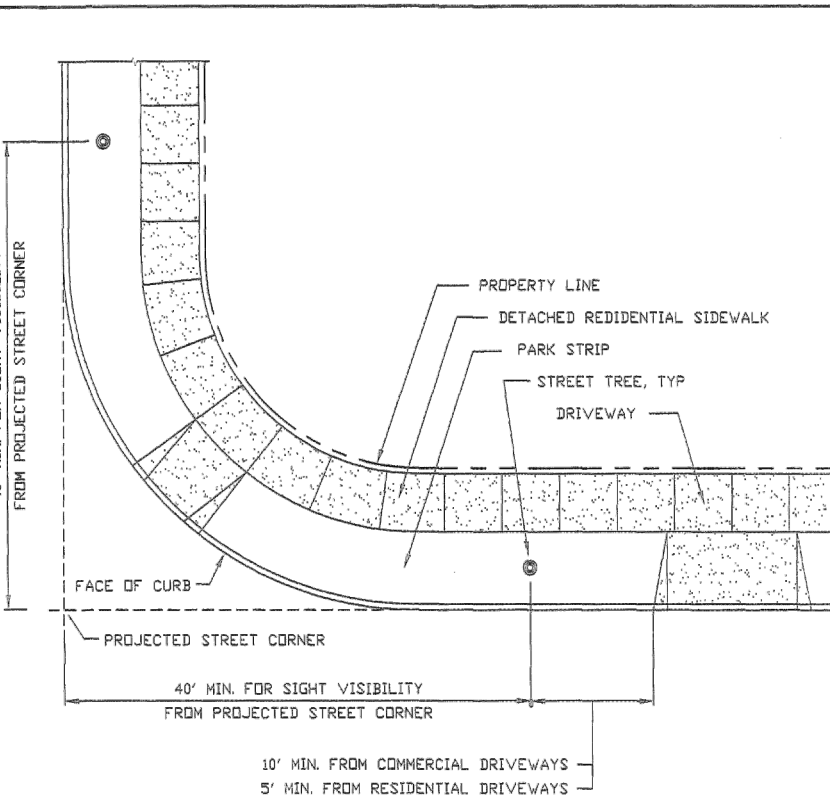 FROM PROJECTED STREET CORNER
PROPERTY LINE
DETACHED REDIDENTIAL SIDEWALK
PARK STRIP
STREET TREE, TYP
DRIVEWAY
FACE OF CURB
PROJECTED STREET CORNER
40' MIN. FOR SIGHT VISIBILITY
FROM PROJECTED STREET CORNER
10' MIN. FROM COMMERCIAL DRIVEWAYS
5' MIN. FROM RESIDENTIAL DRIVEWAYS